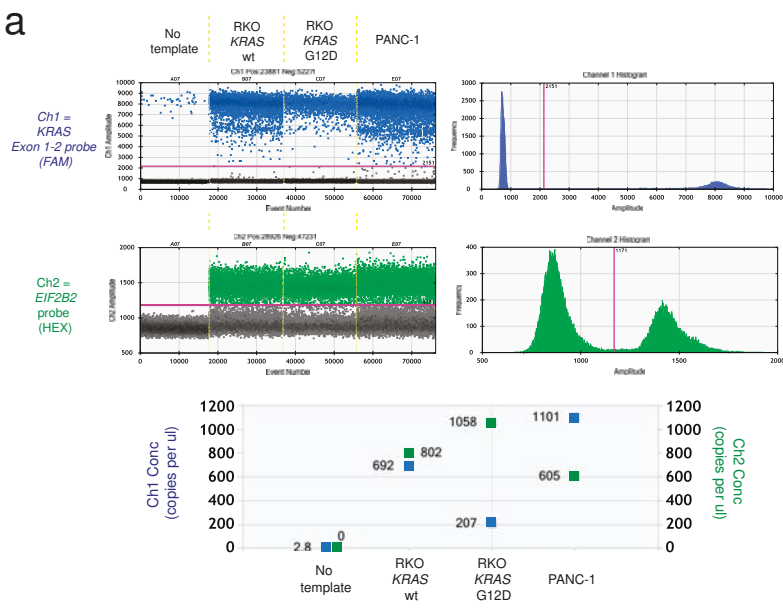 a
No
template
RKO
KRAS
wt
RKO
KRAS
G12D
PANC-1
Ch1 =
KRAS
Exon 1-2 probe
(FAM)
Ch1 Pos:23881 Neg:52271
A07 B07 C07 E07
Ch1 Amplitude
10000
9000
8000
7000
6000
5000
4000
3000
2000
1000
0
2151
0 10000 20000 30000 40000 50000 60000 70000
Event Number
Channel 1 Histogram
Frequency
3000
2500
2000
1500
1000
500
0
2151
0 1000 2000 3000 4000 5000 6000 7000 8000 9000 10000
Amplitude
Ch2 =
EIF2B2
probe
(HEX)
Ch2 Pos:28926 Neg:47231
A07 B07 C07 E07
Ch2 Amplitude
2000
1500
1000
500
0 10000 20000 30000 40000 50000 60000 70000
Event Number
Channel 2 Histogram
Frequency
400
300
200
100
0
1171
500 1000 1500 2000
Amplitude
Ch1 Conc
(copies per ul)
1200
1000
800
600
400
200
0
2.8
0
692
802
1058
207
1101
605
1200
1000
800
600
400
200
0
Ch2 Conc
(copies per ul)
No
template
RKO
KRAS
wt
RKO
KRAS
G12D
PANC-1